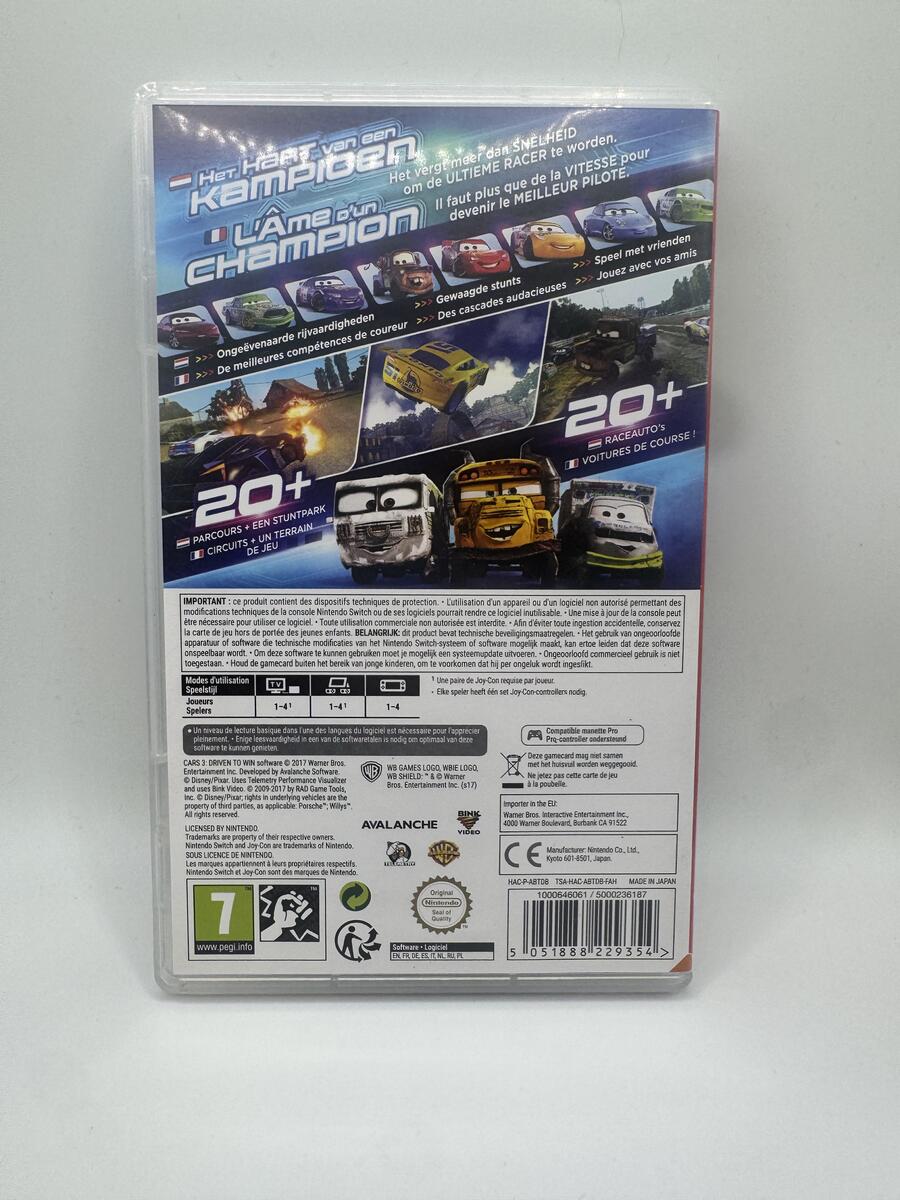 Het Hart van een
Kampioen
Het vergt meer dan SNELHEID
om de ULTIEME RACER te worden.
L'Âme d'un
Champion
Il faut plus que de la VITESSE pour
devenir le MEILLEUR PILOTE.
>>> Ongeëvenaarde rijvaardigheden
>>> De meilleures compétences de coureur
>>> Gewaagde stunts
>>> Des cascades audacieuses
>>> Speel met vrienden
>>> Jouez avec vos amis
20+
RACEAUTO'S
VOITURES DE COURSE !
20+
PARCOURS + EEN STUNTPARK
CIRCUITS + UN TERRAIN
DE JEU
IMPORTANT : ce produit contient des dispositifs techniques de protection. • L'utilisation d'un appareil ou d'un logiciel non autorisé permettant des
modifications techniques de la console Nintendo Switch ou de ses logiciels pourrait rendre ce logiciel inutilisable. • Une mise à jour de la console peut
être nécessaire pour utiliser ce logiciel. • Toute utilisation commerciale non autorisée est interdite. • Afin d'éviter toute ingestion accidentelle, conservez
la carte de jeu hors de portée des jeunes enfants. BELANGRIJK: dit product bevat technische beveiligingsmaatregelen. • Het gebruik van ongeoorloofde
apparatuur of software die technische modificaties van het Nintendo Switch-systeem of software mogelijk maakt, kan ertoe leiden dat deze software
onspeelbaar wordt. • Om deze software te kunnen gebruiken moet je mogelijk een systeemupdate uitvoeren. • Ongeoorloofd commercieel gebruik is niet
toegestaan. • Houd de gamecard buiten het bereik van jonge kinderen, om te voorkomen dat hij per ongeluk wordt ingeslikt.
Modes d'utilisation
Speelstijl
TV
Joueurs
Spelers
1-4¹
1-4¹
1-4
¹ Une paire de Joy-Con requise par joueur.
• Elke speler heeft één set Joy-Con-controllers nodig.
• Un niveau de lecture basique dans l'une des langues du logiciel est nécessaire pour l'apprécier
pleinement. • Enige leesvaardigheid in een van de softwaretalen is nodig om optimaal van deze
software te kunnen genieten.
Compatible manette Pro
Pro-controller ondersteund
CARS 3: DRIVEN TO WIN software © 2017 Warner Bros.
Entertainment Inc. Developed by Avalanche Software.
© Disney/Pixar. Uses Telemetry Performance Visualizer
and uses Bink Video. © 2009-2017 by RAD Game Tools,
Inc. © Disney/Pixar; rights in underlying vehicles are the
property of third parties, as applicable: Porsche™; Willys™.
All rights reserved.
WB GAMES LOGO, WBIE LOGO,
WB SHIELD: ™ & © Warner
Bros. Entertainment Inc. (s17)
Deze gamecard mag niet samen
met het huisvuil worden weggegooid.
Ne jetez pas cette carte de jeu
à la poubelle.
LICENSED BY NINTENDO.
Trademarks are property of their respective owners.
Nintendo Switch and Joy-Con are trademarks of Nintendo.
SOUS LICENCE DE NINTENDO.
Les marques appartiennent à leurs propriétaires respectifs.
Nintendo Switch et Joy-Con sont des marques de Nintendo.
AVALANCHE
BINK
VIDEO
TELEMETRY
Importer in the EU:
Warner Bros. Interactive Entertainment Inc.,
4000 Warner Boulevard, Burbank CA 91522
CE
Manufacturer: Nintendo Co., Ltd.,
Kyoto 601-8501, Japan.
HAC-P-ABTDB TSA-HAC-ABTDB-FAH MADE IN JAPAN
1000646061 / 5000236187
5 051888 229354 >
7
www.pegi.info
Original
Nintendo
Seal of
Quality
Software • Logiciel
EN, FR, DE, ES, IT, NL, RU, PL